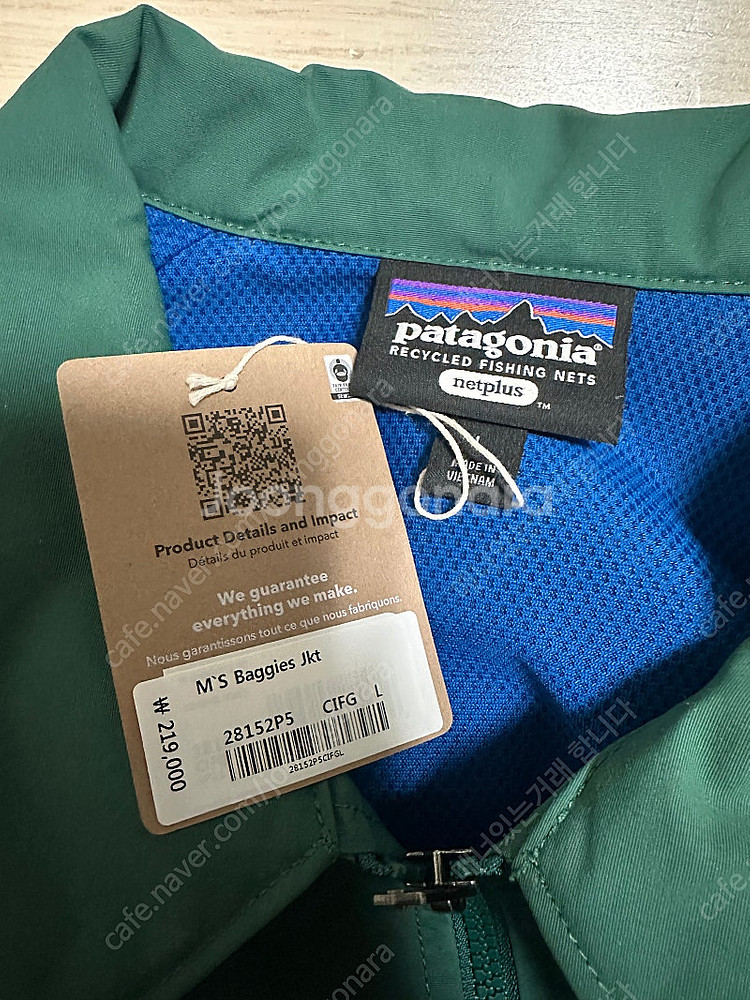 patagonia®
RECYCLED FISHING NETS
netplus™
L
MADE IN
VIETNAM
Product Details and Impact
Détails du produit et impact
We guarantee
everything we make.
Nous garantissons tout ce que nous fabriquons.
M`S Baggies Jkt
28152P5 CIFG L
28152P5CIFGL
₩ 219,000
joonggonara
cafe.naver.com/joonggonara